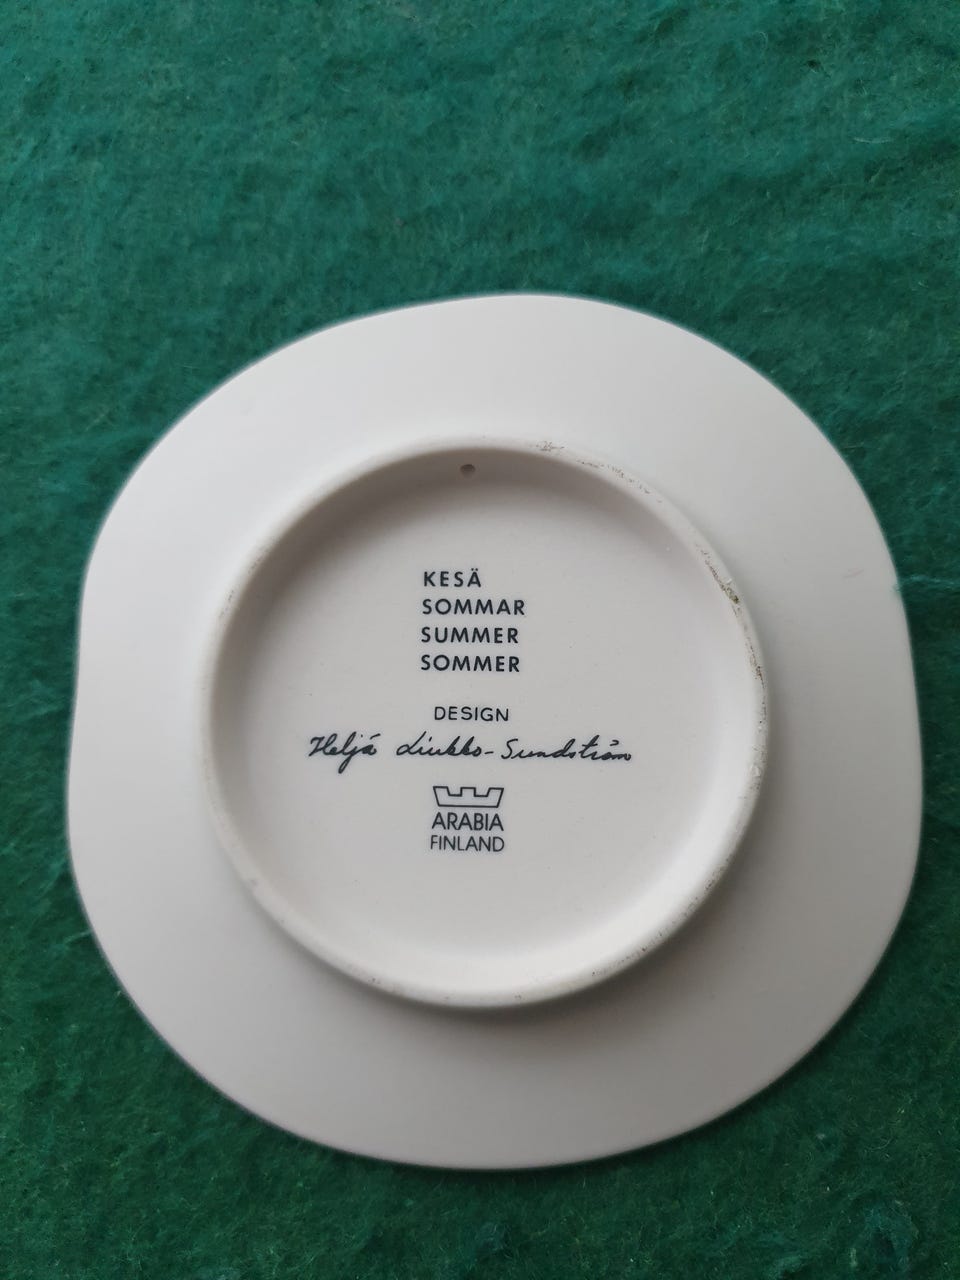 KESÄ
SOMMAR
SUMMER
SOMMER
DESIGN
Heljä Liukko-Sundström
ARABIA
FINLAND